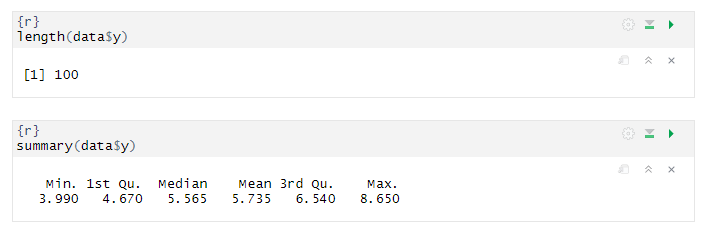 {r}
length(data$y)
[1] 100
{r}
summary(data$y)
Min. 1st Qu. Median Mean 3rd Qu. Max.
3.990 4.670 5.565 5.735 6.540 8.650